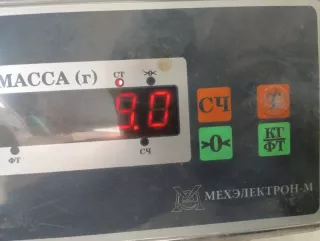 МАССА (г) СТ >0<
9.0 СЧ
ФТ СЧ >0< КГ
ФТ
МЕХЭЛЕКТРОН-М